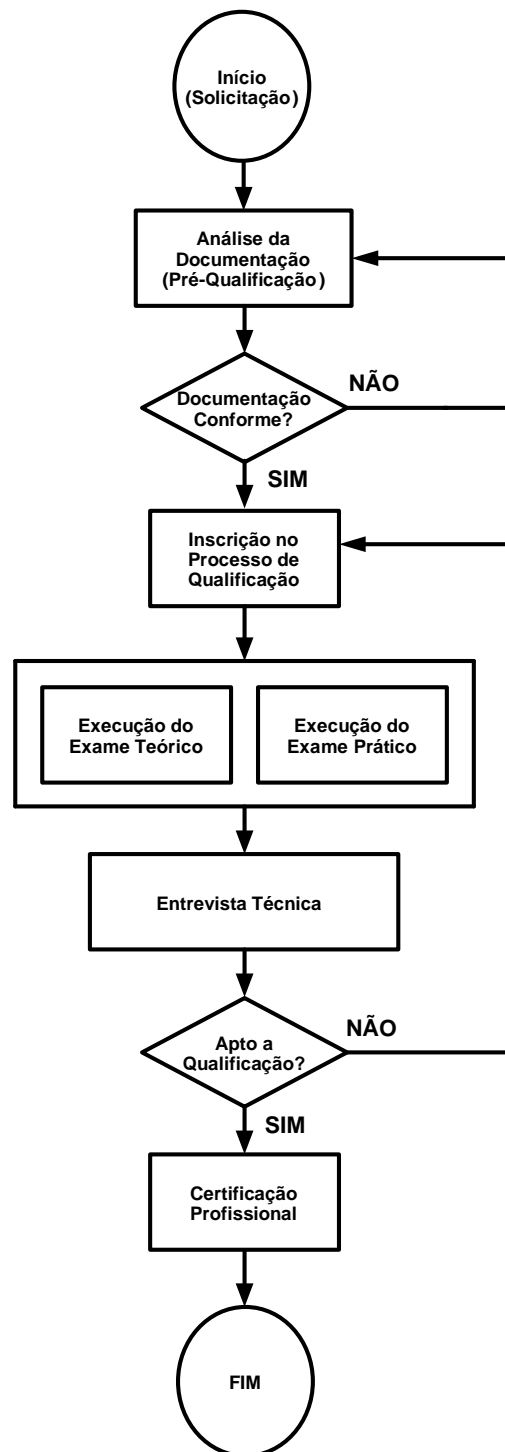 Início
(Solicitação)
Análise da
Documentação
(Pré-Qualificação)
Documentação
Conforme?
NÃO
SIM
Inscrição no
Processo de
Qualificação
Execução do
Exame Teórico
Execução do
Exame Prático
Entrevista Técnica
Apto a
Qualificação?
NÃO
SIM
Certificação
Profissional
FIM